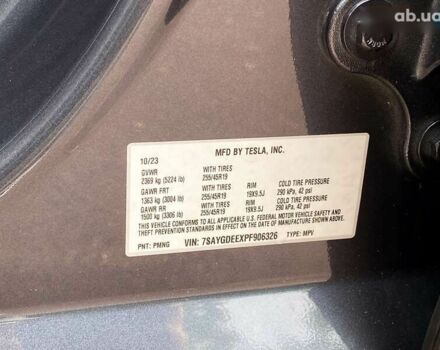 ab.ua
MFD BY TESLA, INC.
10/23
GVWR WITH TIRES
2369 kg (5224 lb) 255/45R19
GAWR FRT WITH TIRES RIM COLD TIRE PRESSURE
1363 kg (3004 lb) 255/45R19 19X9.5J 290 kPa, 42 psi
GAWR RR WITH TIRES RIM COLD TIRE PRESSURE
1500 kg (3306 lb) 255/45R19 19X9.5J 290 kPa, 42 psi
THIS VEHICLE CONFORMS TO ALL APPLICABLE U.S. FEDERAL MOTOR VEHICLE SAFETY AND
THEFT PREVENTION STANDARDS IN EFFECT ON THE DATE OF MANUFACTURE SHOWN ABOVE.
PNT: PMNG VIN: 7SAYGDEEXPF906326 TYPE: MPV